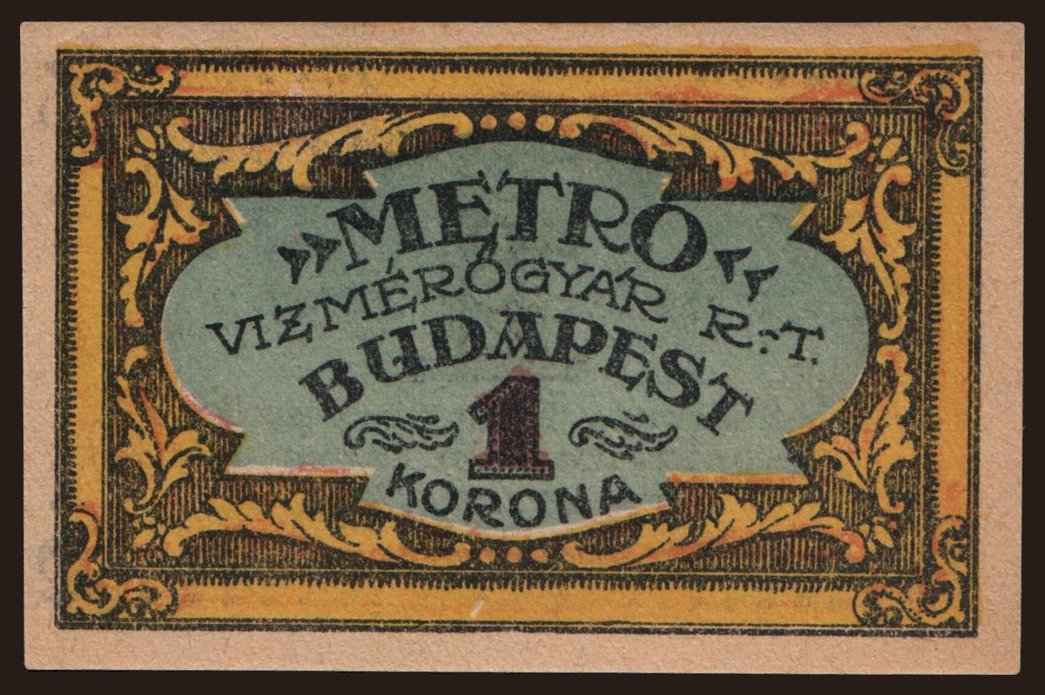 »METRO«
VIZMÉRŐGYÁR R.-T.
BUDAPEST
1
KORONA